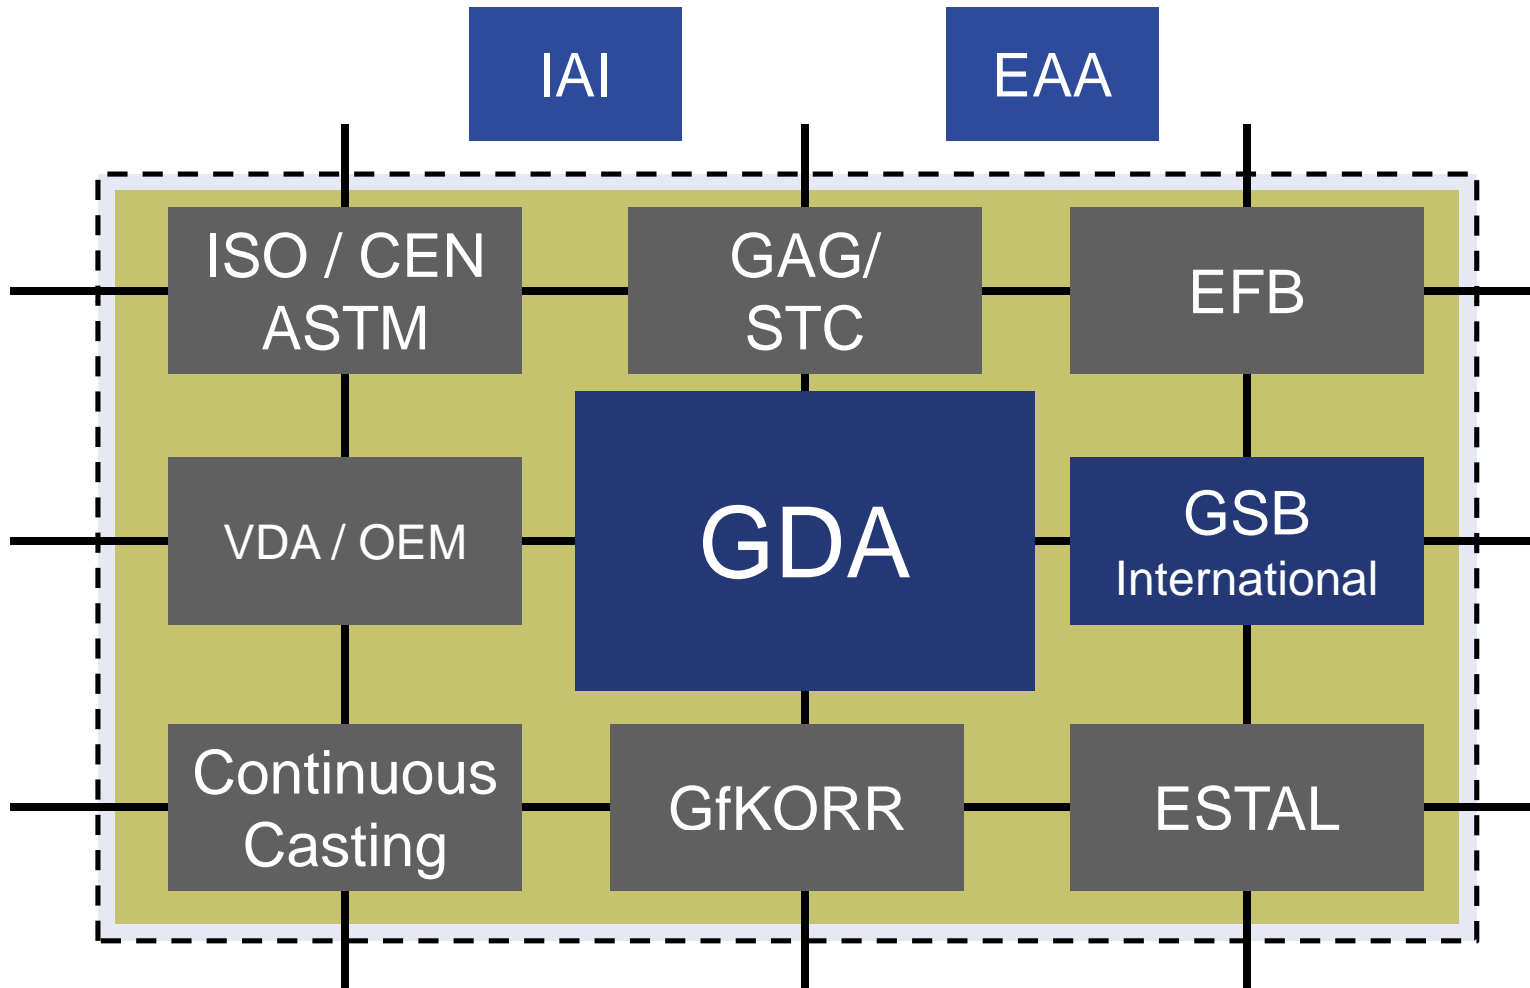 IAI
EAA
ISO / CEN
ASTM
GAG/
STC
EFB
VDA / OEM
GDA
GSB
International
Continuous
Casting
GfKORR
ESTAL